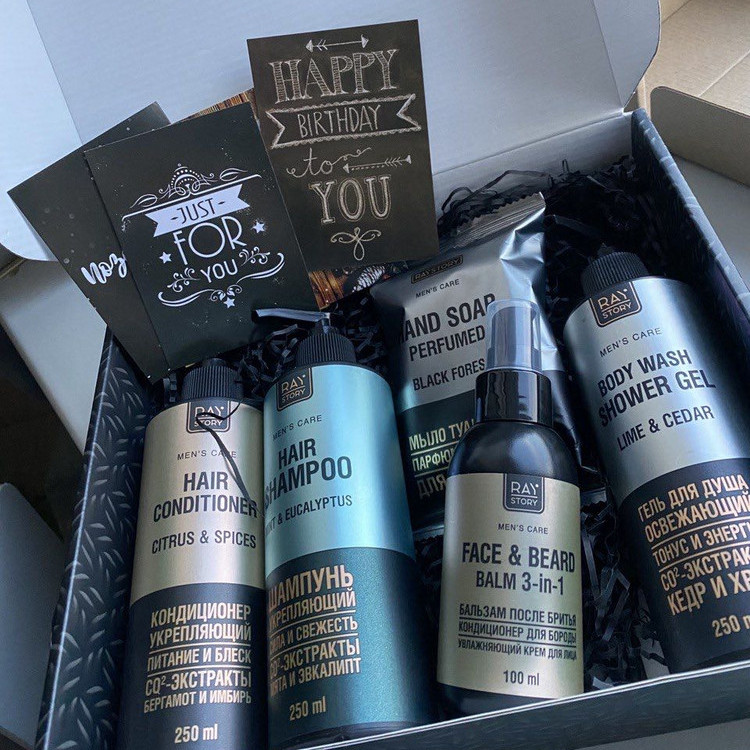 HAPPY
BIRTHDAY
to
YOU
-JUST-
FOR
YOU
RAY STORY
MEN'S CARE
HAND SOAP
PERFUMED
BLACK
МЫЛО
ДЛЯ
RAY
STORY
MEN'S CARE
BODY WASH
SHOWER GEL
LIME & CEDAR
ГЕЛЬ ДЛЯ ДУША
ОСВЕЖАЮЩИЙ
ТОНУС И
CO²-ЭКСТРАКТЫ
КЕДР И
250 ml
RAY
STORY
MEN'S CARE
HAIR
CONDITIONER
CITRUS & SPICES
КОНДИЦИОНЕР
УКРЕПЛЯЮЩИЙ
ПИТАНИЕ И БЛЕСК
CO²-ЭКСТРАКТЫ
БЕРГАМОТ И ИМБИРЬ
250 ml
RAY
STORY
MEN'S CARE
HAIR
SHAMPOO
& EUCALYPTUS
ШАМПУНЬ
УКРЕПЛЯЮЩИЙ
И СВЕЖЕСТЬ
CO²-ЭКСТРАКТЫ
И ЭВКАЛИПТ
250 ml
RAY
STORY
MEN'S CARE
FACE & BEARD
BALM 3-in-1
БАЛЬЗАМ ПОСЛЕ БРИТЬЯ
КОНДИЦИОНЕР ДЛЯ БОРОДЫ
УВЛАЖНЯЮЩИЙ КРЕМ ДЛЯ ЛИЦА
100 ml